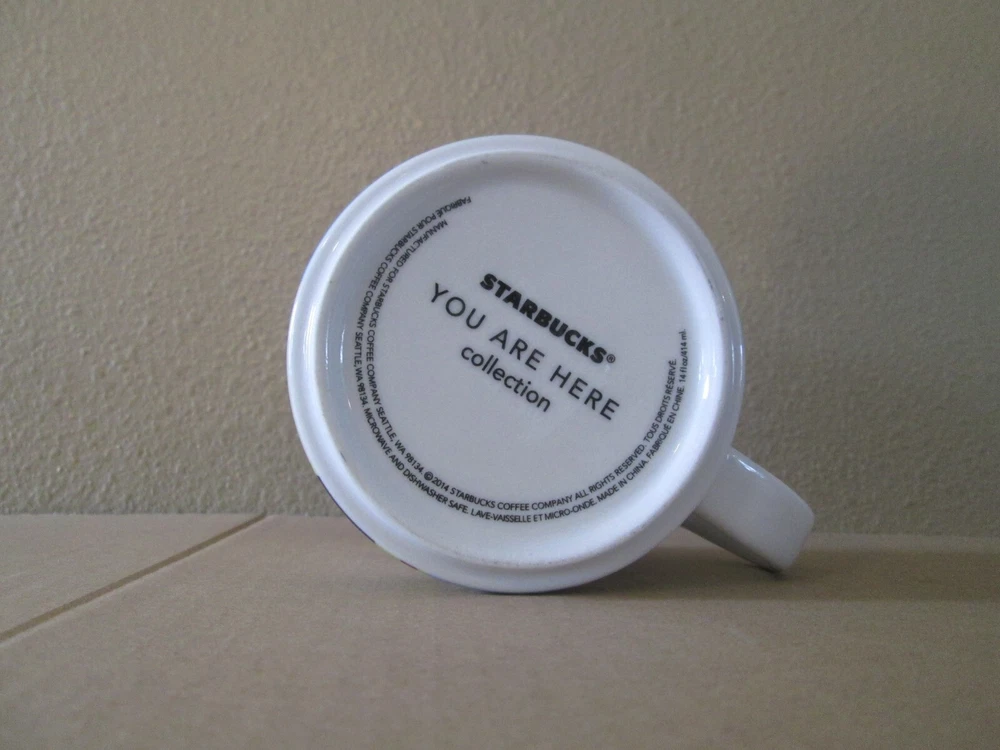 STARBUCKS®
YOU ARE HERE
collection
MANUFACTURED FOR STARBUCKS COFFEE COMPANY SEATTLE, WA 98134. ©2014 STARBUCKS COFFEE COMPANY ALL RIGHTS RESERVED. TOUS DROITS RÉSERVÉ.
FABRIQUÉ POUR STARBUCKS COFFEE COMPANY SEATTLE, WA 98134. MICROWAVE AND DISHWASHER SAFE. LAVE-VAISSELLE ET MICRO-ONDE. MADE IN CHINA. FABRIQUÉ EN CHINE. 14 fl oz/414 ml.